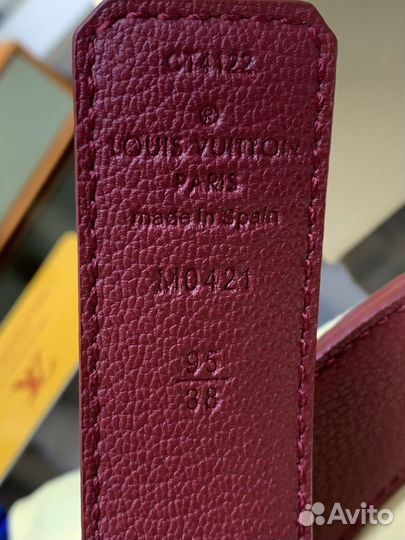 CT4122
®
LOUIS VUITTON
PARIS
made in Spain
M0421
95
38
Avito